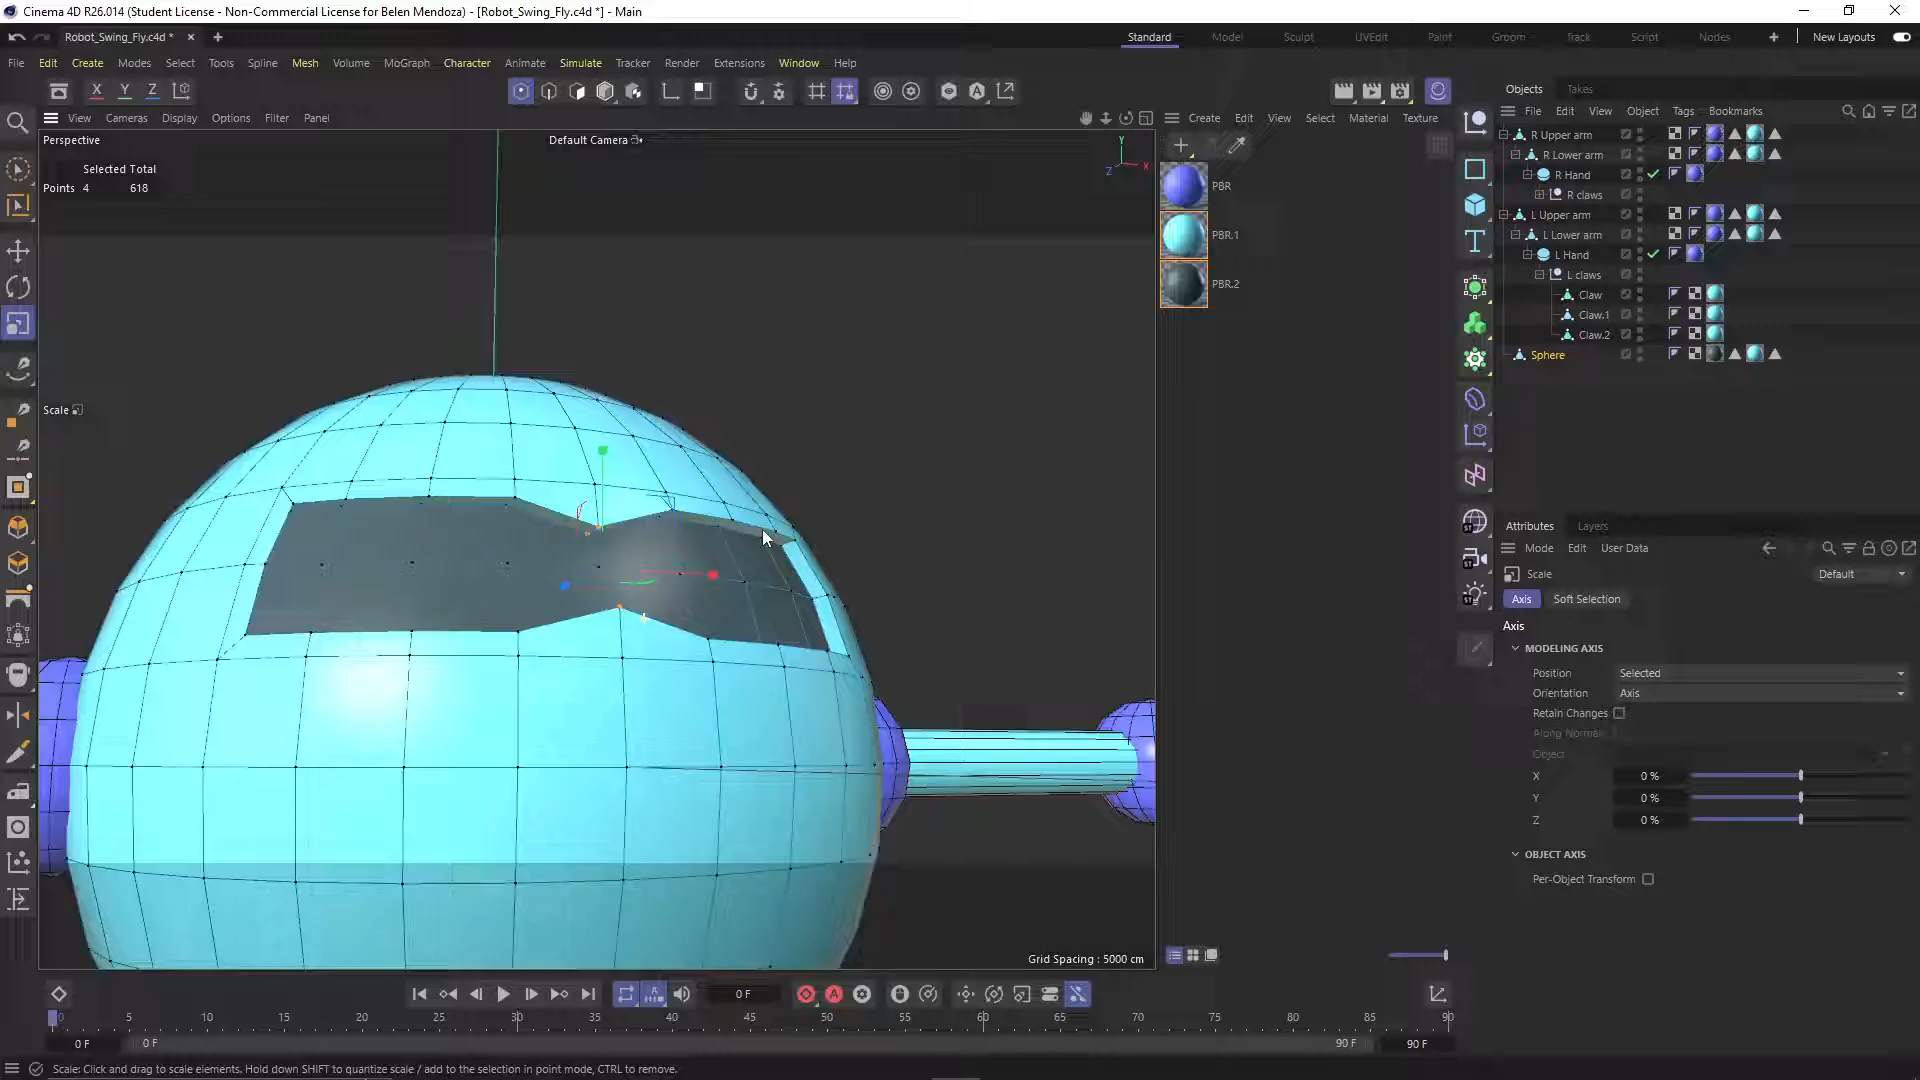 Cinema 4D R26.014 (Student License - Non-Commercial License for Belen Mendoza) - [Robot_Swing_Fly.c4d *] - Main
Robot_Swing_Fly.c4d *
Standard Model Sculpt UVEdit Paint Groom Track Script Nodes New Layouts
File Edit Create Modes Select Tools Spline Mesh Volume MoGraph Character Animate Simulate Tracker Render Extensions Window Help
X Y Z
Objects Takes
View Cameras Display Options Filter Panel
Create Edit View Select Material Texture
File Edit View Object Tags Bookmarks
Perspective
Default Camera
Selected Total
Points 4 618
Y
X
Z
Scale
PBR
PBR.1
PBR.2
R Upper arm
R Lower arm
R Hand
R claws
L Upper arm
L Lower arm
L Hand
L claws
Claw
Claw.1
Claw.2
Sphere
Attributes Layers
Mode Edit User Data
Scale
Default
Axis Soft Selection
Axis
MODELING AXIS
Position Selected
Orientation Axis
Retain Changes
Along Normal
Object
X 0 %
Y 0 %
Z 0 %
OBJECT AXIS
Per-Object Transform
Grid Spacing : 5000 cm
0 F
0 5 10 15 20 25 30 35 40 45 50 55 60 65 70 75 80 85 90
0 F 0 F 90 F 90 F
Scale: Click and drag to scale elements. Hold down SHIFT to quantize scale / add to the selection in point mode, CTRL to remove.